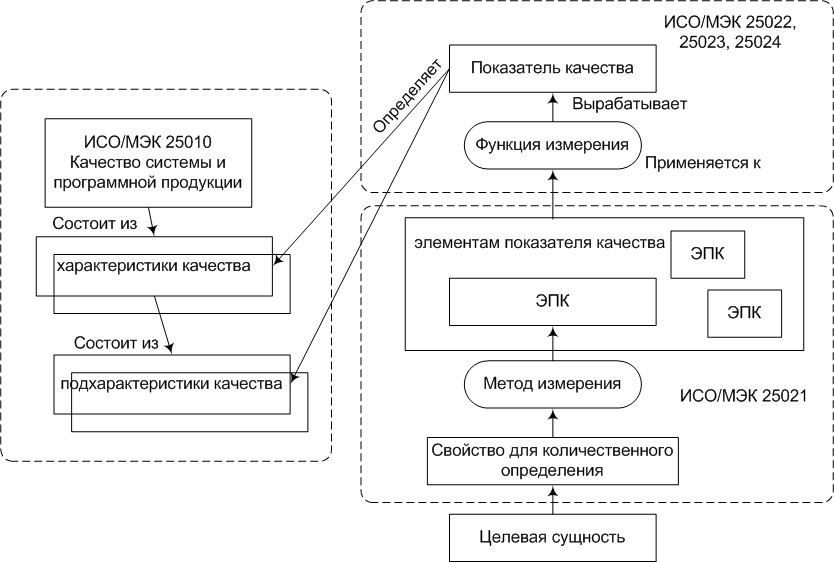 ИСО/МЭК 25010
Качество системы и
программной продукции
Состоит из
характеристики качества
Состоит из
подхарактеристики качества
Определяет
ИСО/МЭК 25022,
25023, 25024
Показатель качества
Вырабатывает
Функция измерения
Применяется к
элементам показателя качества
ЭПК
ЭПК
ЭПК
Метод измерения
ИСО/МЭК 25021
Свойство для количественного
определения
Целевая сущность